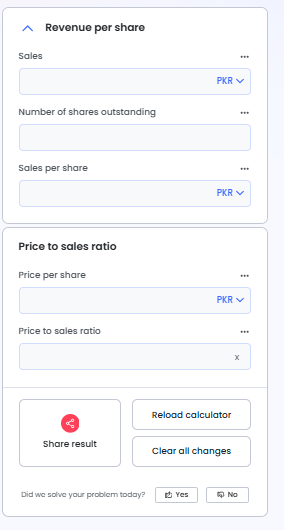 Revenue per share
Sales
PKR
Number of shares outstanding
Sales per share
PKR
Price to sales ratio
Price per share
PKR
Price to sales ratio
x
Share result
Reload calculator
Clear all changes
Did we solve your problem today?
Yes
No